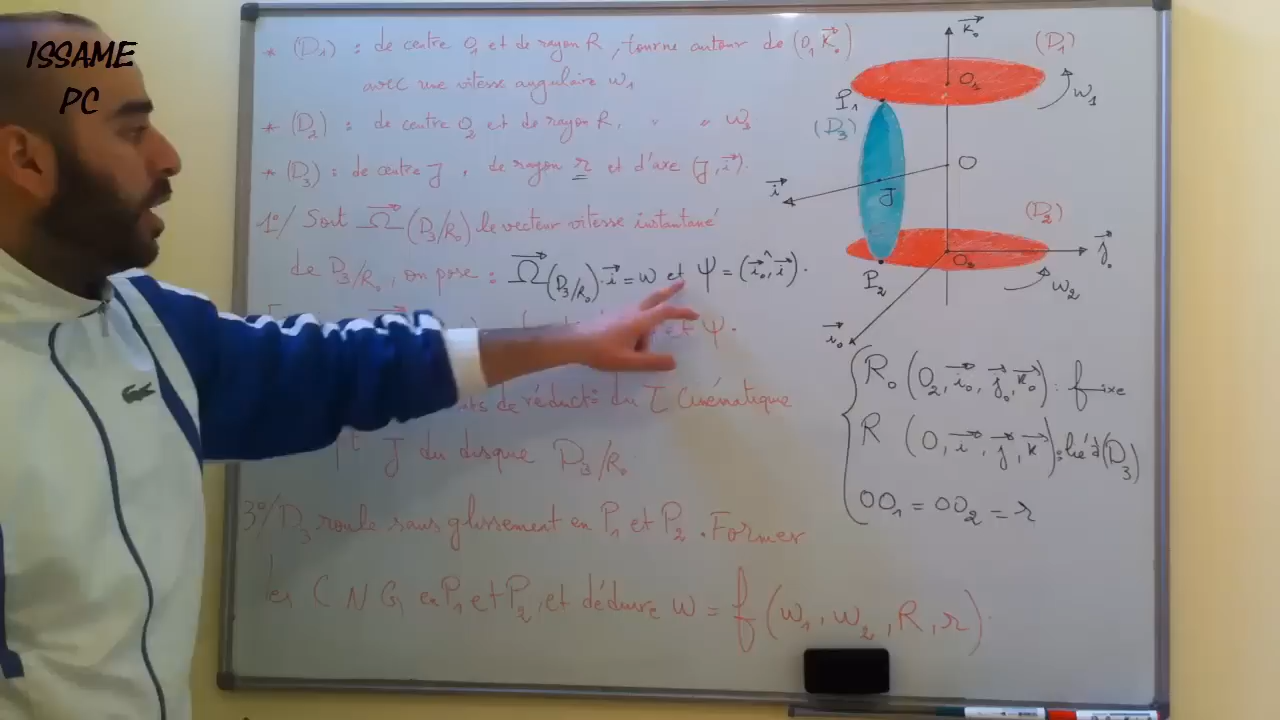 ISSAME
PC
* (D₁) : de centre O₁ et de rayon R, tourne autour de (O, k₀→)
avec une vitesse angulaire ω₁
* (D₂) : de centre O₂ et de rayon R, " " ω₂
* (D₃) : de centre J, de rayon r et d'axe (J, i→).
1°/ Soit Ω→(D₃/R₀) le vecteur vitesse instantané
de D₃/R₀, on pose : Ω→(D₃/R₀) . i→ = ω et ψ = (i₀→, i→).
et ψ.
de réduct° du τ cinématique
J du disque D₃/R₀
3°/ D₃ roule sans glissement en P₁ et P₂. Former
les C N G en P₁ et P₂, et déduire ω = f(ω₁, ω₂, R, r).
k₀→
(D₁)
O₁
ω₁
P₁
(D₃)
O
i→
J
(D₂)
O₂
j₀→
P₂
ω₂
i₀→
R₀ (O₂, i₀→, j₀→, k₀→) : fixe
R (O, i→, j→, k→) : lié à (D₃)
OO₁ = OO₂ = r